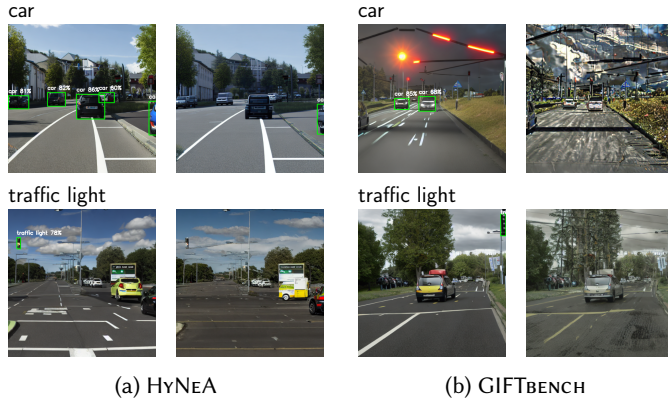 car
car
car 81%
car 82%
car 86%
car 60%
car 85%
car 68%
traffic light
traffic light
traffic light 78%
(a) HyNeA
(b) GIFTbench